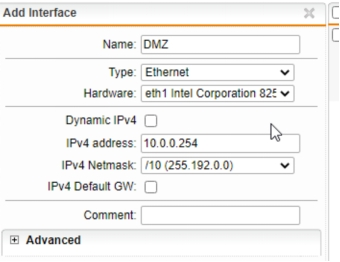 Add Interface
Name: DMZ
Type: Ethernet
Hardware: eth1 Intel Corporation 825
Dynamic IPv4
IPv4 address: 10.0.0.254
IPv4 Netmask: /10 (255.192.0.0)
IPv4 Default GW:
Comment:
Advanced